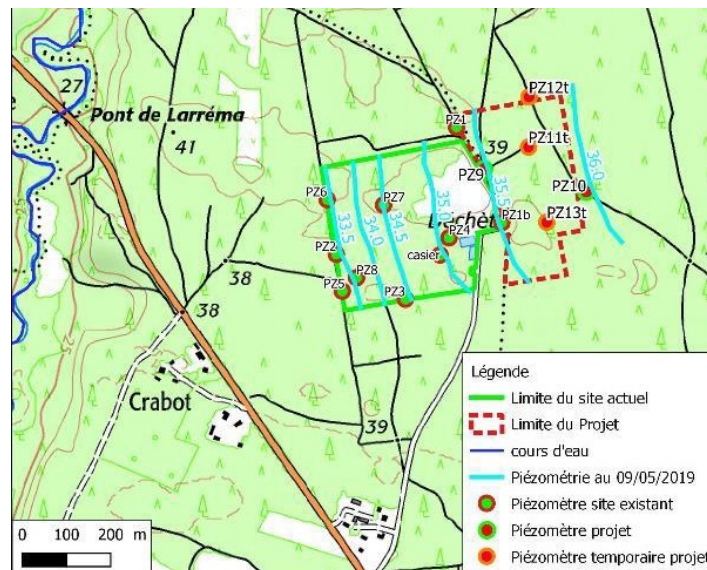 27
Pont de Larréma
41
PZ12t
PZ1
PZ11t
39
PZ9
36.0
PZ10
PZ6
PZ7
35.5
PZ1b
PZ13t
33.5
34.0
34.5
35.0
Déchèt
PZ4
PZ2
casier
38
PZ8
PZ5
PZ3
38
Crabot
39
Légende
Limite du site actuel
Limite du Projet
cours d'eau
Piézométrie au 09/05/2019
Piézomètre site existant
Piézomètre projet
Piézomètre temporaire projet
0 100 200 m